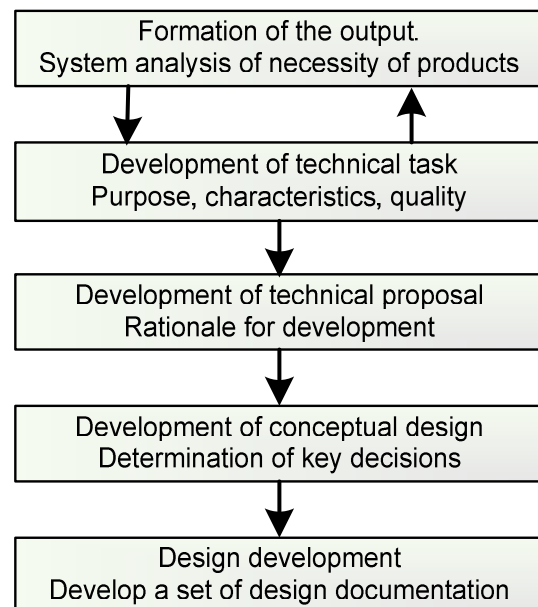 Formation of the output.
System analysis of necessity of products
Development of technical task
Purpose, characteristics, quality
Development of technical proposal
Rationale for development
Development of conceptual design
Determination of key decisions
Design development
Develop a set of design documentation